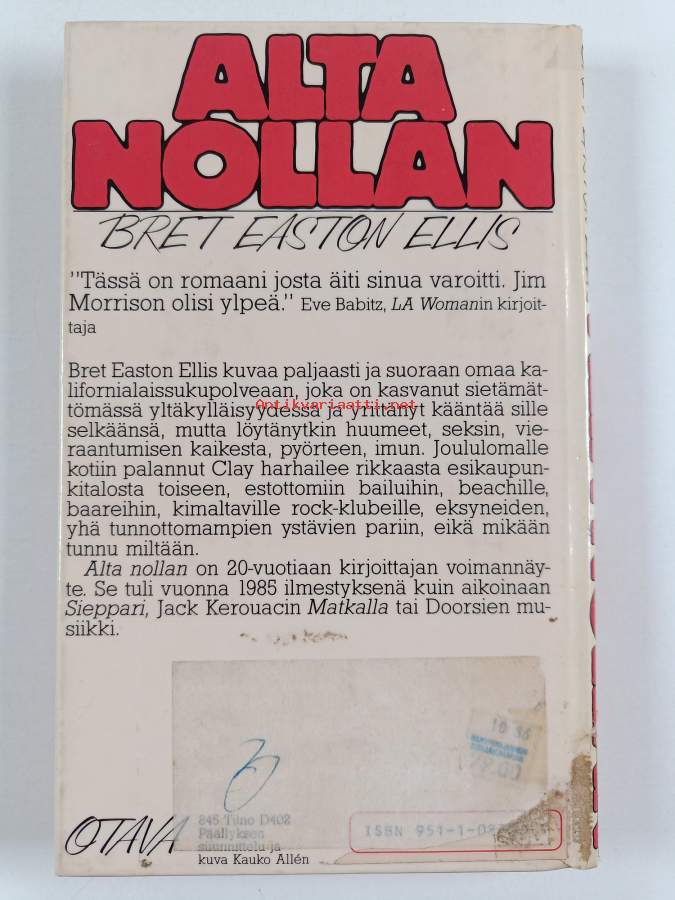 ALTA
NOLLAN
BRET EASTON ELLIS
"Tässä on romaani josta äiti sinua varoitti. Jim
Morrison olisi ylpeä." Eve Babitz, LA Womanin kirjoit-
taja
Bret Easton Ellis kuvaa paljaasti ja suoraan omaa ka-
lifornialaissukupolveaan, joka on kasvanut sietämät-
tömässä yltäkylläisyydessä ja yrittänyt kääntää sille
Antikvariaatti.net
selkäänsä, mutta löytänytkin huumeet, seksin, vie-
raantumisen kaikesta, pyörteen, imun. Joululomalle
kotiin palannut Clay harhailee rikkaasta esikaupun-
kitalosta toiseen, estottomiin bailuihin, beachille,
baareihin, kimaltaville rock-klubeille, eksyneiden,
yhä tunnottomampien ystävien pariin, eikä mikään
tunnu miltään.
Alta nollan on 20-vuotiaan kirjoittajan voimannäy-
te. Se tuli vuonna 1985 ilmestyksenä kuin aikoinaan
Sieppari, Jack Kerouacin Matkalla tai Doorsien mu-
siikki.
OTAVA
845 Tiino D402
Päällyksen
suunnittelu ja
kuva Kauko Allén
ISBN 951-1-